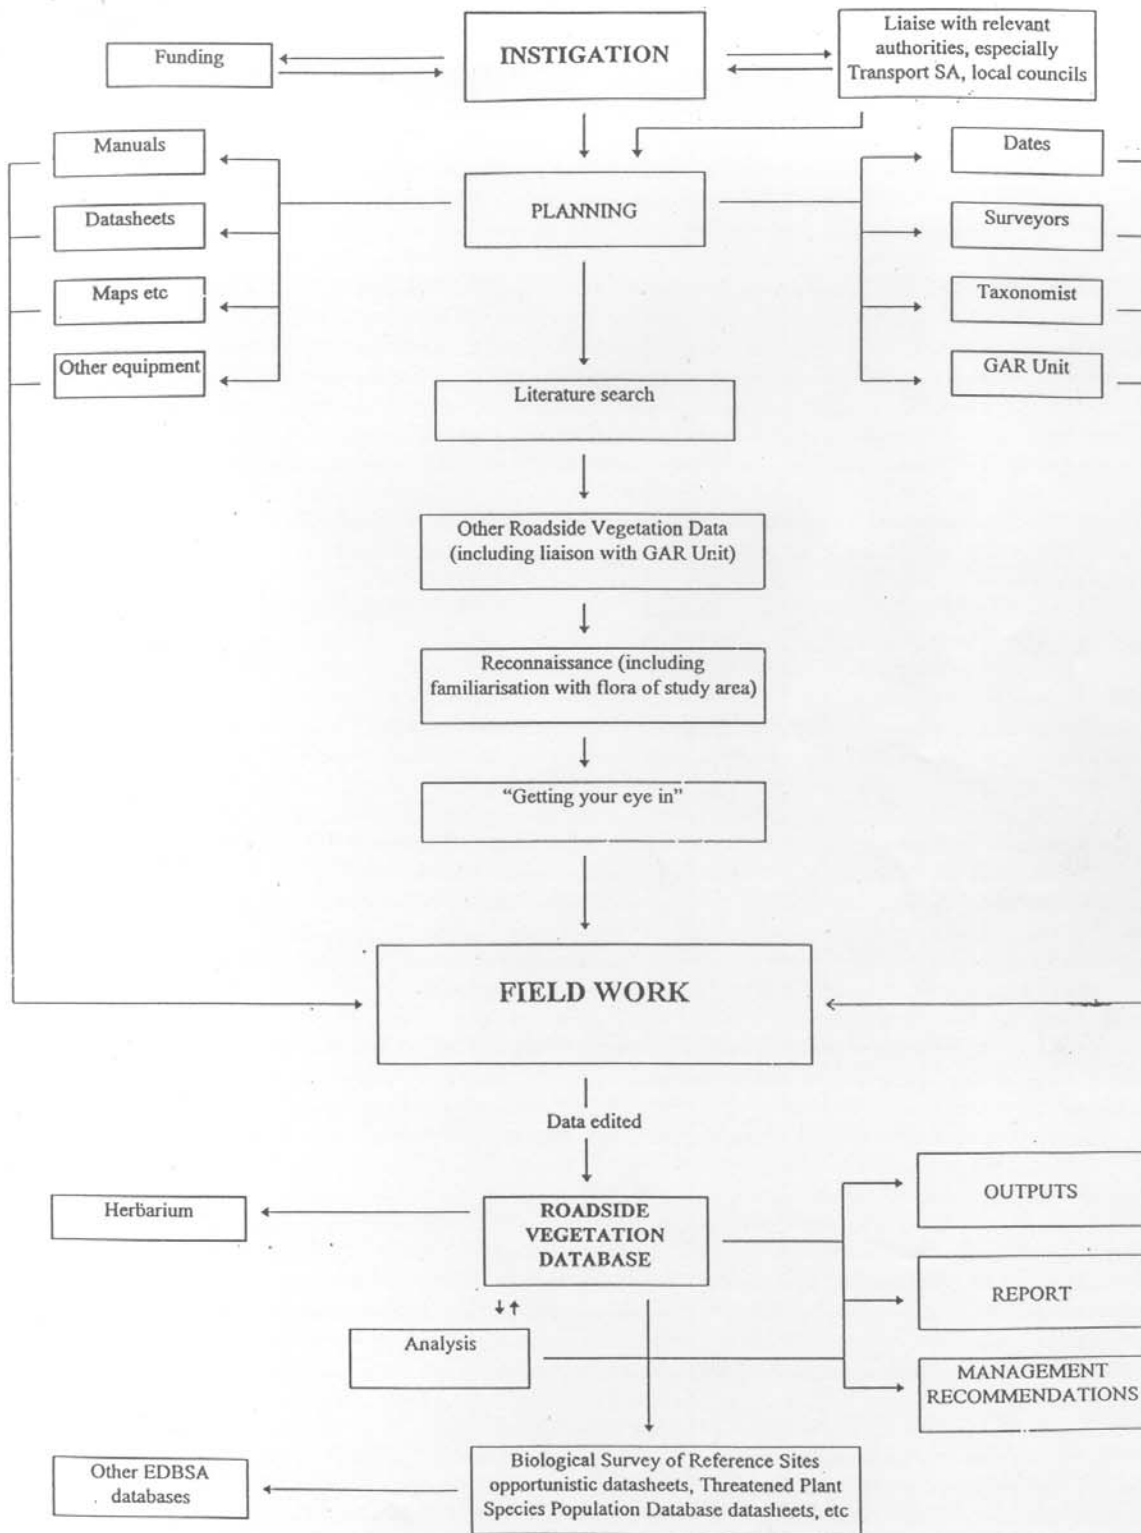 Funding
INSTIGATION
Liaise with relevant
authorities, especially
Transport SA, local councils
Manuals
Datasheets
Maps etc
Other equipment
PLANNING
Dates
Surveyors
Taxonomist
GAR Unit
Literature search
Other Roadside Vegetation Data
(including liaison with GAR Unit)
Reconnaissance (including
familiarisation with flora of study area)
“Getting your eye in”
FIELD WORK
Data edited
Herbarium
ROADSIDE
VEGETATION
DATABASE
OUTPUTS
REPORT
MANAGEMENT
RECOMMENDATIONS
Analysis
Other EDBSA
databases
Biological Survey of Reference Sites
opportunistic datasheets, Threatened Plant
Species Population Database datasheets, etc